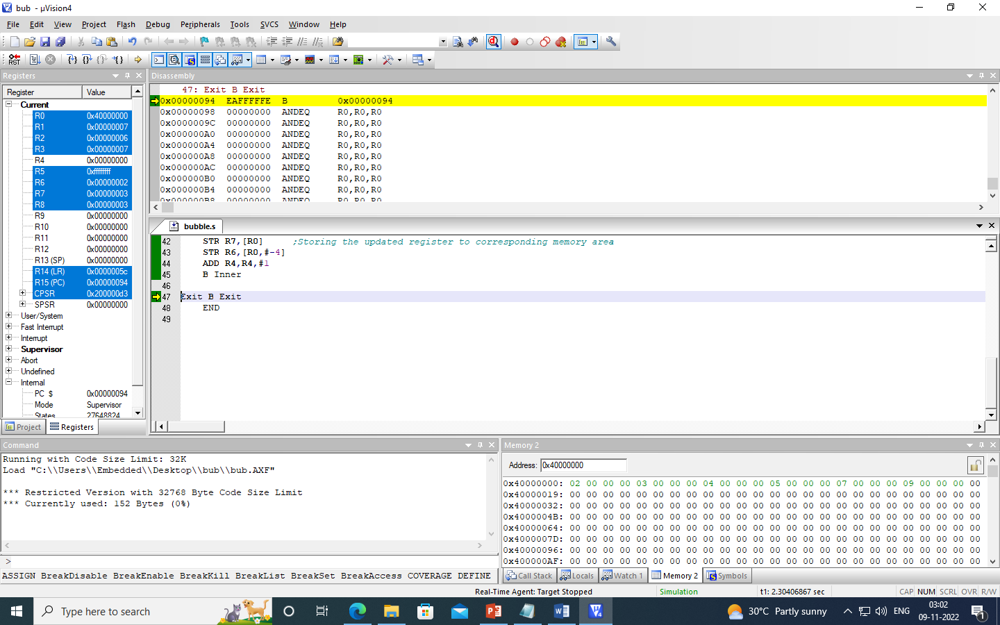 bub - µVision4
File Edit View Project Flash Debug Peripherals Tools SVCS Window Help
Registers
Register Value
Current
R0 0x40000000
R1 0x00000007
R2 0x00000006
R3 0x00000007
R4 0x00000000
R5 0xffffffff
R6 0x00000002
R7 0x00000003
R8 0x00000003
R9 0x00000000
R10 0x00000000
R11 0x00000000
R12 0x00000000
R13 (SP) 0x00000000
R14 (LR) 0x0000005c
R15 (PC) 0x00000094
CPSR 0x200000d3
SPSR 0x00000000
User/System
Fast Interrupt
Interrupt
Supervisor
Abort
Undefined
Internal
PC $ 0x00000094
Mode Supervisor
States 27648824
Project Registers
Disassembly
47: Exit B Exit
0x00000094 EAFFFFFE B 0x00000094
0x00000098 00000000 ANDEQ R0,R0,R0
0x0000009C 00000000 ANDEQ R0,R0,R0
0x000000A0 00000000 ANDEQ R0,R0,R0
0x000000A4 00000000 ANDEQ R0,R0,R0
0x000000A8 00000000 ANDEQ R0,R0,R0
0x000000AC 00000000 ANDEQ R0,R0,R0
0x000000B0 00000000 ANDEQ R0,R0,R0
0x000000B4 00000000 ANDEQ R0,R0,R0
0x000000B8 00000000 ANDEQ R0,R0,R0
bubble.s
42 STR R7,[R0] ;Storing the updated register to corresponding memory area
43 STR R6,[R0,#-4]
44 ADD R4,R4,#1
45 B Inner
46
47 Exit B Exit
48 END
49
Command
Running with Code Size Limit: 32K
Load "C:\\Users\\Embedded\\Desktop\\bub\\bub.AXF"
*** Restricted Version with 32768 Byte Code Size Limit
*** Currently used: 152 Bytes (0%)
>
ASSIGN BreakDisable BreakEnable BreakKill BreakList BreakSet BreakAccess COVERAGE DEFINE
Memory 2
Address: 0x40000000
0x40000000: 02 00 00 00 03 00 00 00 04 00 00 00 05 00 00 00 07 00 00 00 09 00 00 00 00
0x40000019: 00 00 00 00 00 00 00 00 00 00 00 00 00 00 00 00 00 00 00 00 00 00 00 00 00
0x40000032: 00 00 00 00 00 00 00 00 00 00 00 00 00 00 00 00 00 00 00 00 00 00 00 00 00
0x4000004B: 00 00 00 00 00 00 00 00 00 00 00 00 00 00 00 00 00 00 00 00 00 00 00 00 00
0x40000064: 00 00 00 00 00 00 00 00 00 00 00 00 00 00 00 00 00 00 00 00 00 00 00 00 00
0x4000007D: 00 00 00 00 00 00 00 00 00 00 00 00 00 00 00 00 00 00 00 00 00 00 00 00 00
0x40000096: 00 00 00 00 00 00 00 00 00 00 00 00 00 00 00 00 00 00 00 00 00 00 00 00 00
0x400000AF: 00 00 00 00 00 00 00 00 00 00 00 00 00 00 00 00 00 00 00 00 00 00 00 00 00
Call Stack Locals Watch 1 Memory 2 Symbols
Real-Time Agent: Target Stopped Simulation t1: 2.30406867 sec CAP NUM SCRL OVR R/W
Type here to search
30°C Partly sunny
ENG
03:02
09-11-2022
1